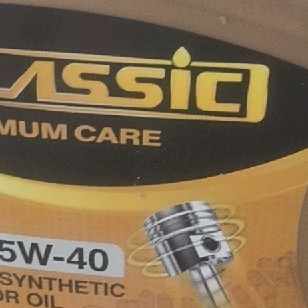 LASSIC
MUM CARE
5W-40
SYNTHETIC
OR OIL